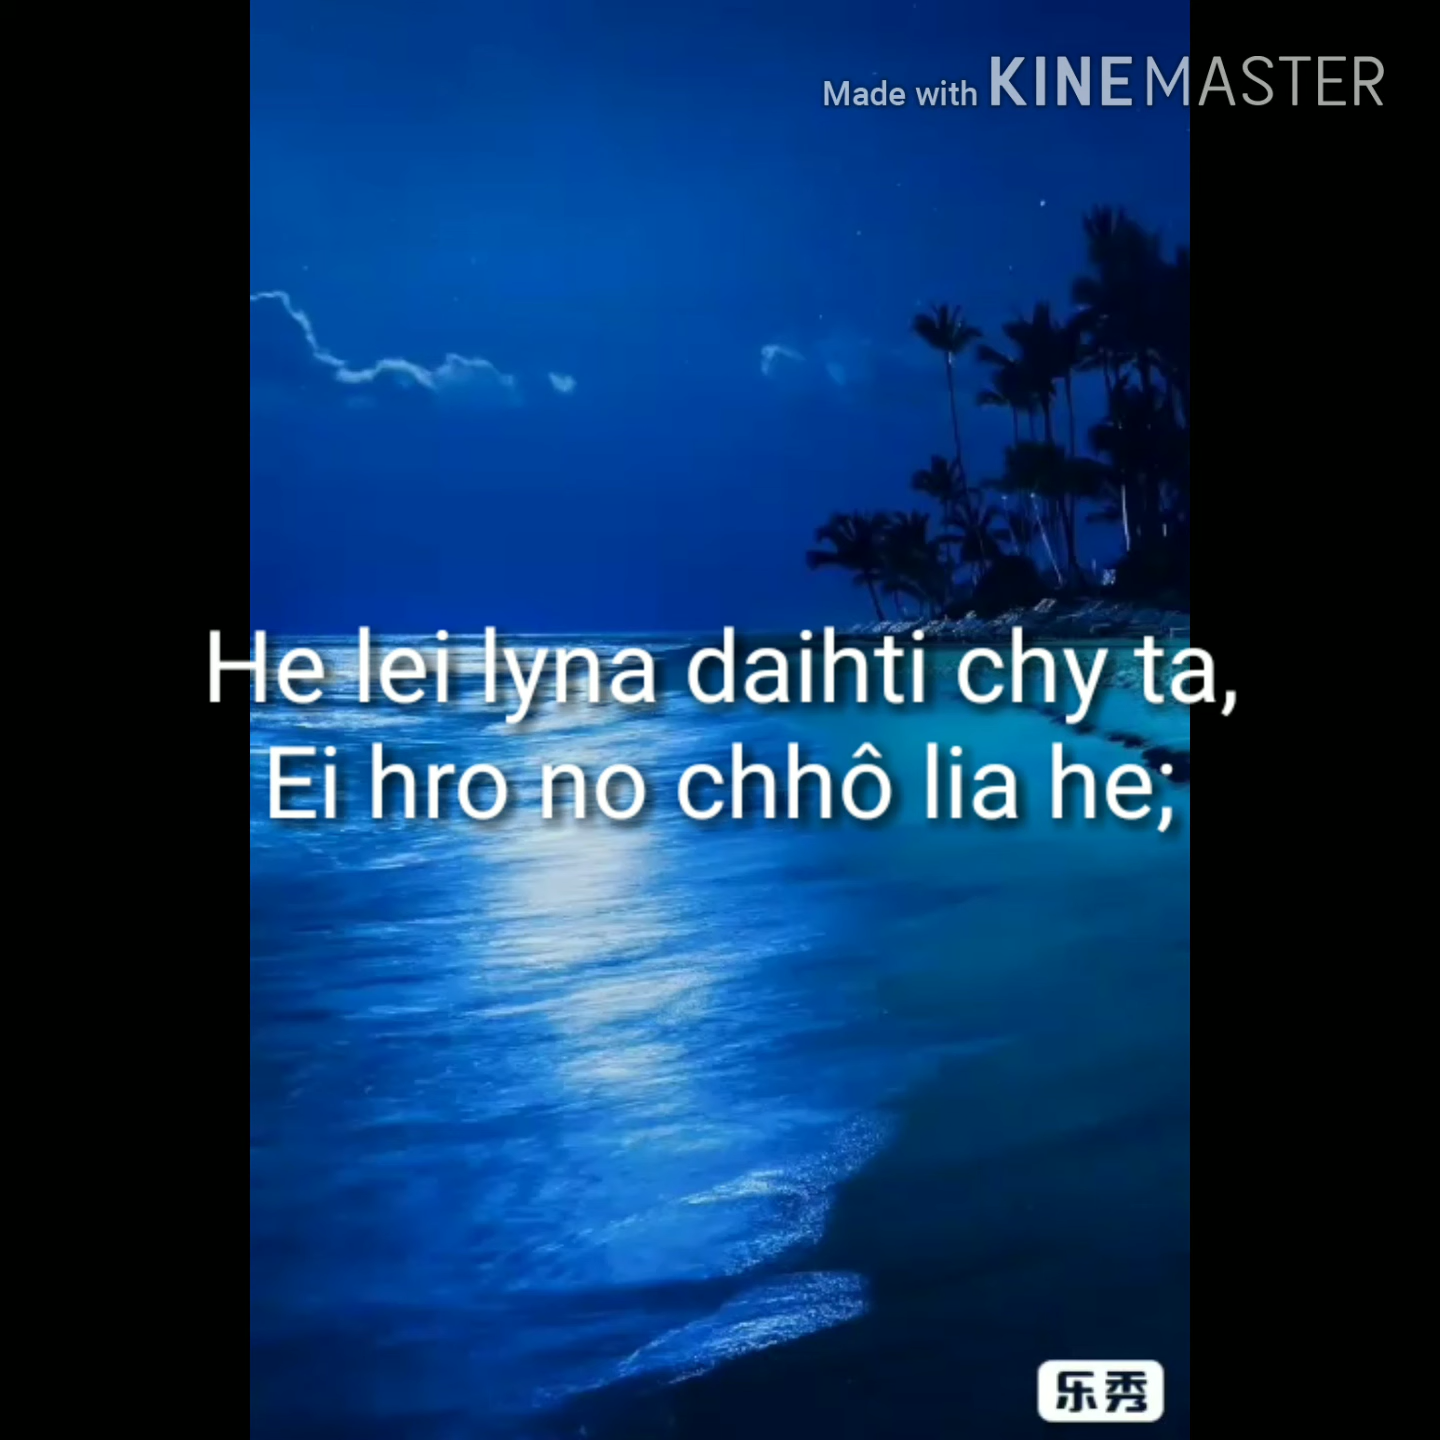 Made with KINEMASTER
He lei lyna daihti chy ta,
Ei hro no chhô lia he;
乐秀